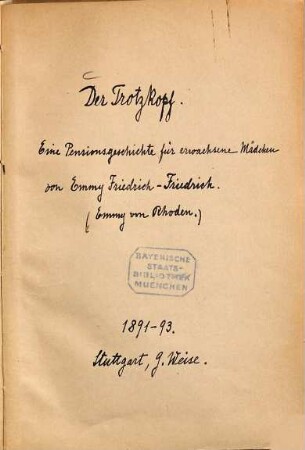 Der Trotzkopf.
Eine Pensionsgeschichte für erwachsene Mädchen
von Emmy Friedrich-Friedrich.
(Emmy von Rhoden.)
BAYERISCHE
STAATS-
BIBLIOTHEK
MUENCHEN
1891-93.
Stuttgart, G. Weise.